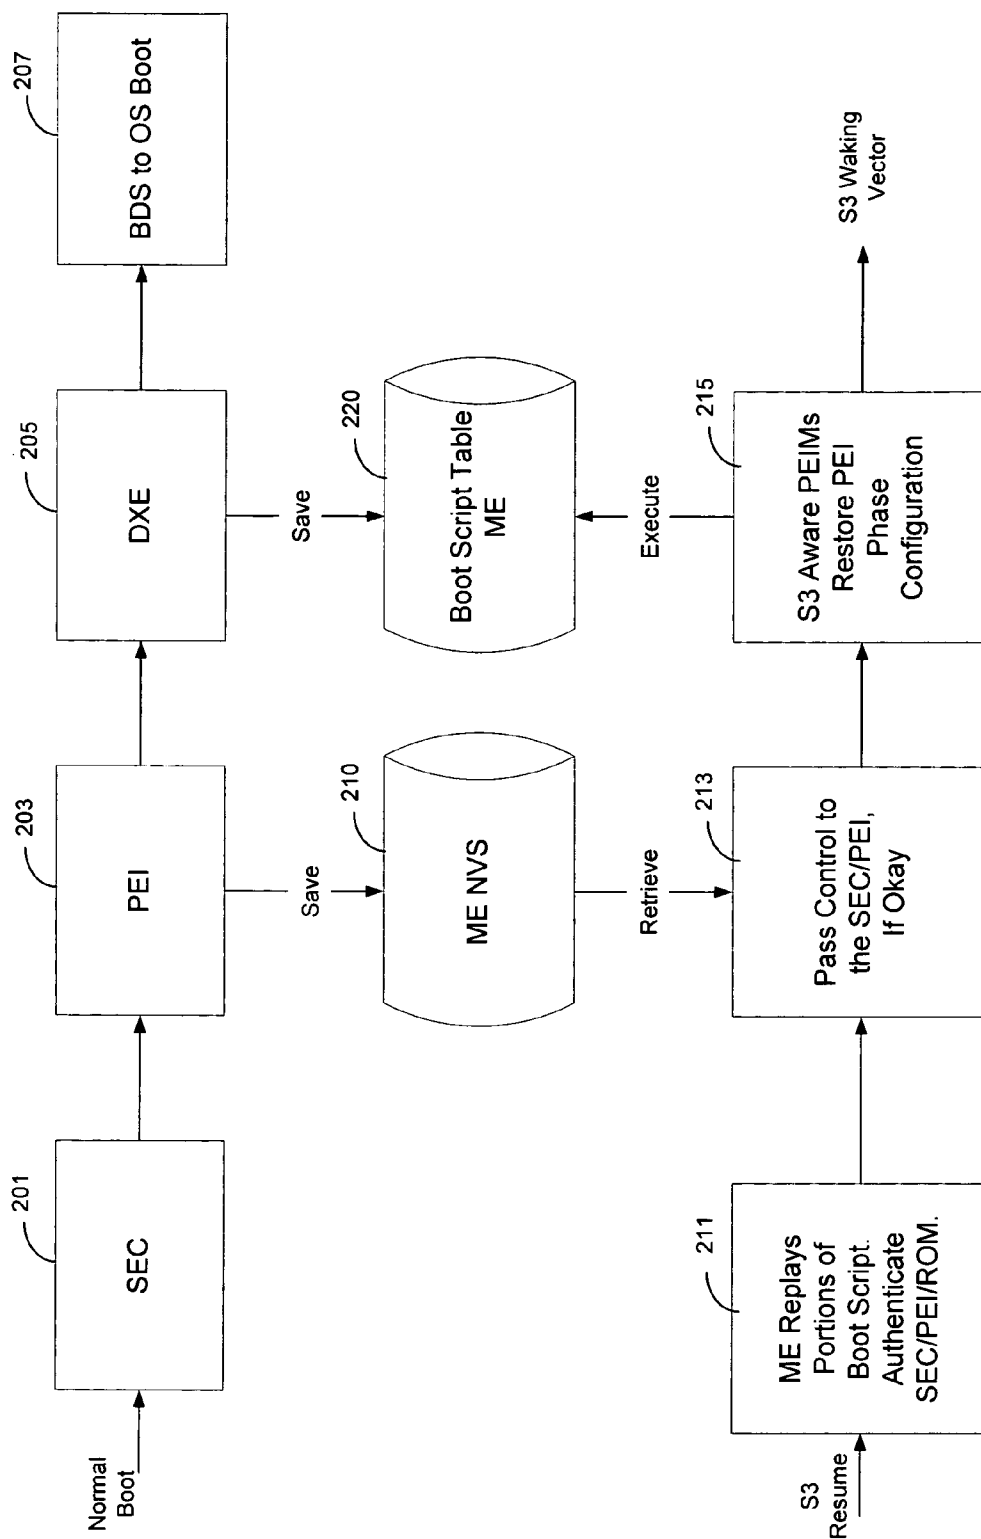 Normal
Boot
201
SEC
203
PEI
205
DXE
207
BDS to OS Boot
Save
Save
210
ME NVS
220
Boot Script Table
ME
Retrieve
Execute
S3
Resume
211
ME Replays
Portions of
Boot Script.
Authenticate
SEC/PEI/ROM.
213
Pass Control to
the SEC/PEI,
If Okay
215
S3 Aware PEIMs
Restore PEI
Phase
Configuration
S3 Waking
Vector